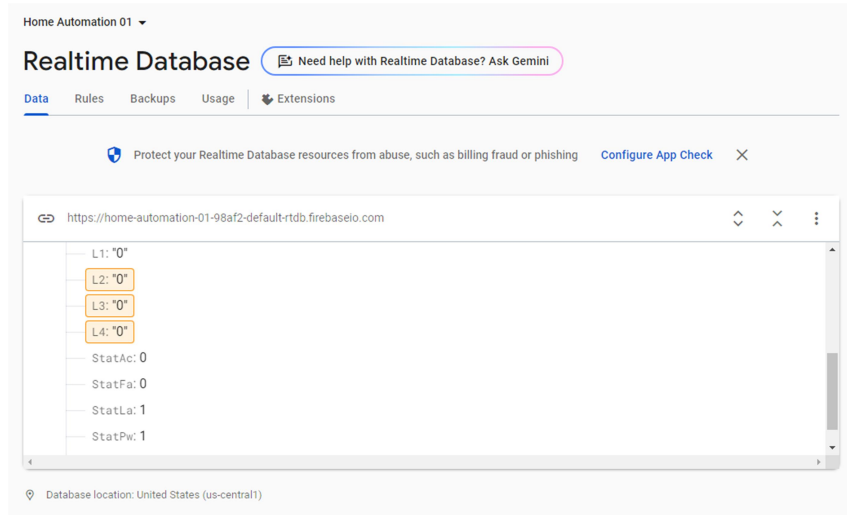 Home Automation 01
Realtime Database
Need help with Realtime Database? Ask Gemini
Data Rules Backups Usage Extensions
Protect your Realtime Database resources from abuse, such as billing fraud or phishing Configure App Check
https://home-automation-01-98af2-default-rtdb.firebaseio.com
L1: "0"
L2: "0"
L3: "0"
L4: "0"
StatAc: 0
StatFa: 0
StatLa: 1
StatPw: 1
Database location: United States (us-central1)